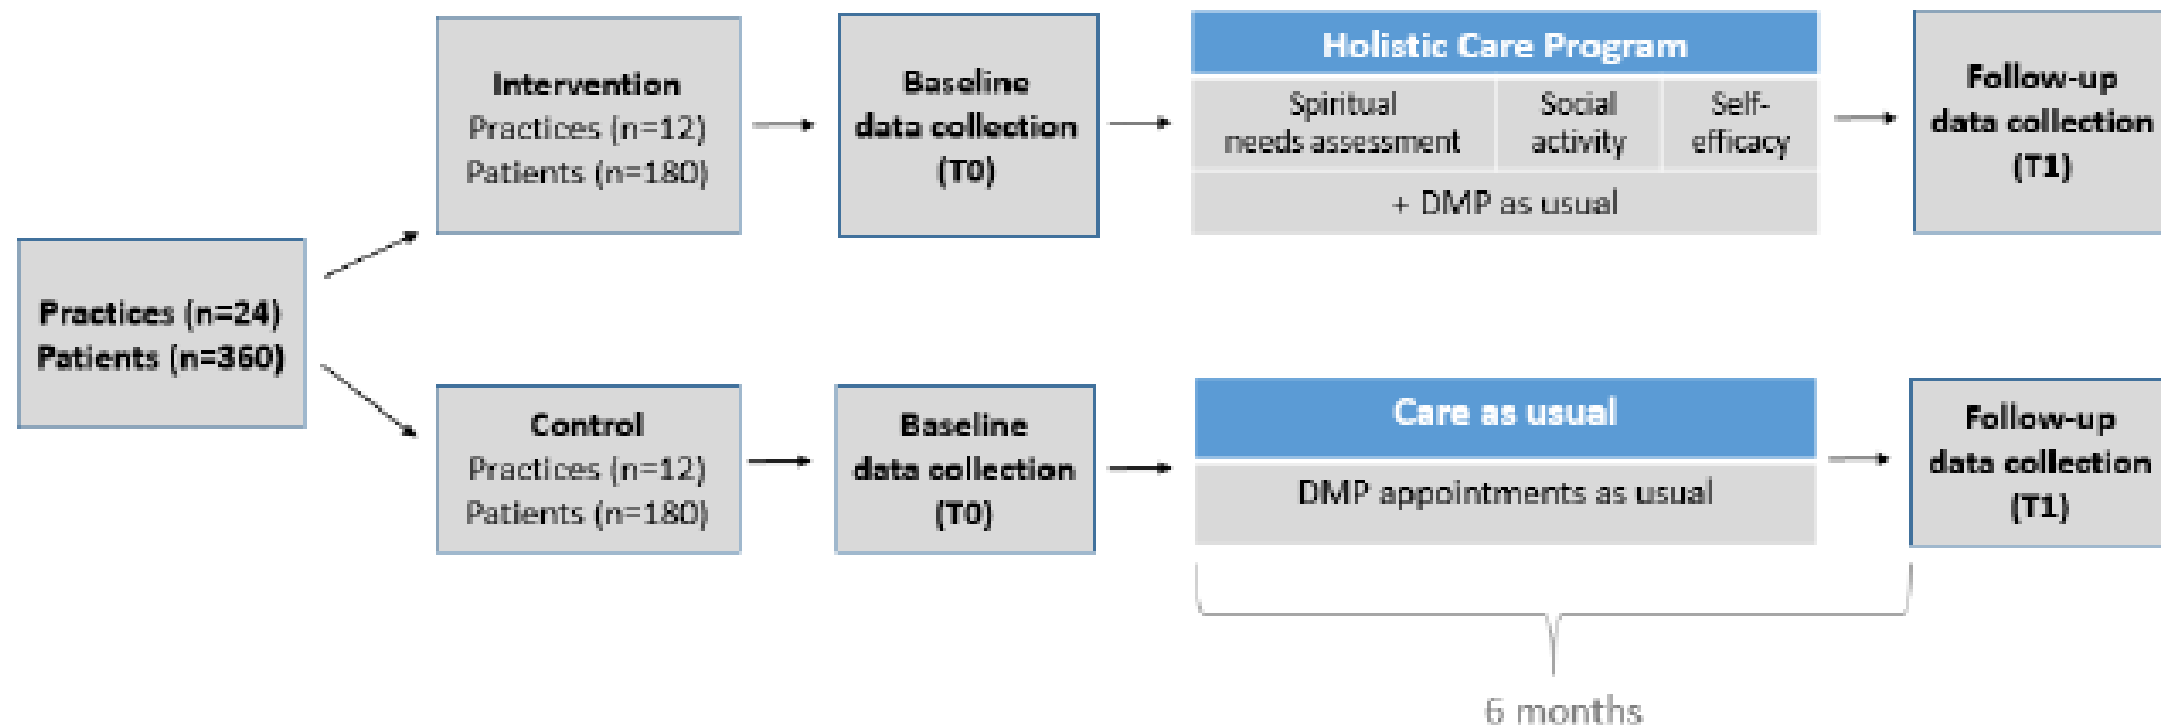 Practices (n=24)
Patients (n=360)
Intervention
Practices (n=12)
Patients (n=180)
Baseline
data collection
(T0)
Holistic Care Program
Spiritual
needs assessment
Social
activity
Self-
efficacy
+ DMP as usual
Follow-up
data collection
(T1)
Control
Practices (n=12)
Patients (n=180)
Baseline
data collection
(T0)
Care as usual
DMP appointments as usual
Follow-up
data collection
(T1)
6 months